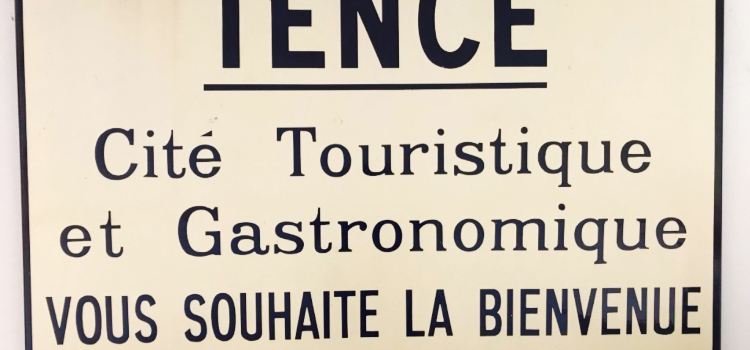 TENCE
Cité Touristique
et Gastronomique
VOUS SOUHAITE LA BIENVENUE